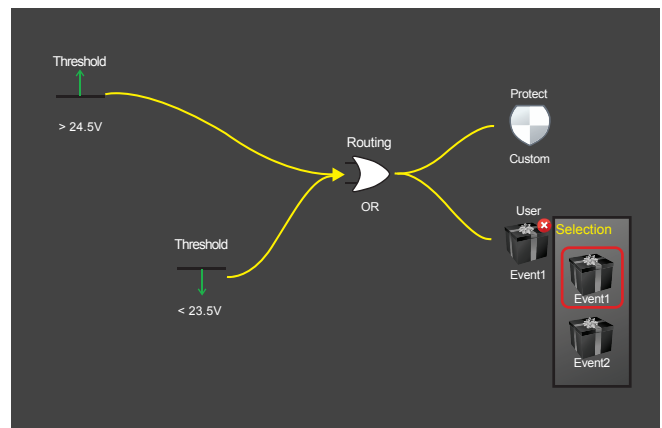 Threshold
> 24.5V
Threshold
< 23.5V
Routing
OR
Protect
Custom
User
Event1
Selection
Event1
Event2